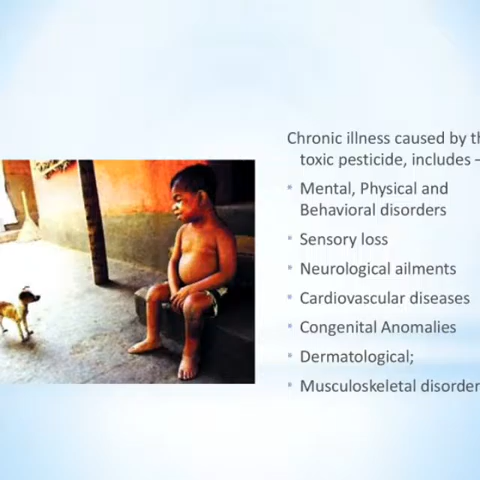 Chronic illness caused by
toxic pesticide, includes –
Mental, Physical and
Behavioral disorders
Sensory loss
Neurological ailments
Cardiovascular diseases
Congenital Anomalies
Dermatological;
Musculoskeletal disorder